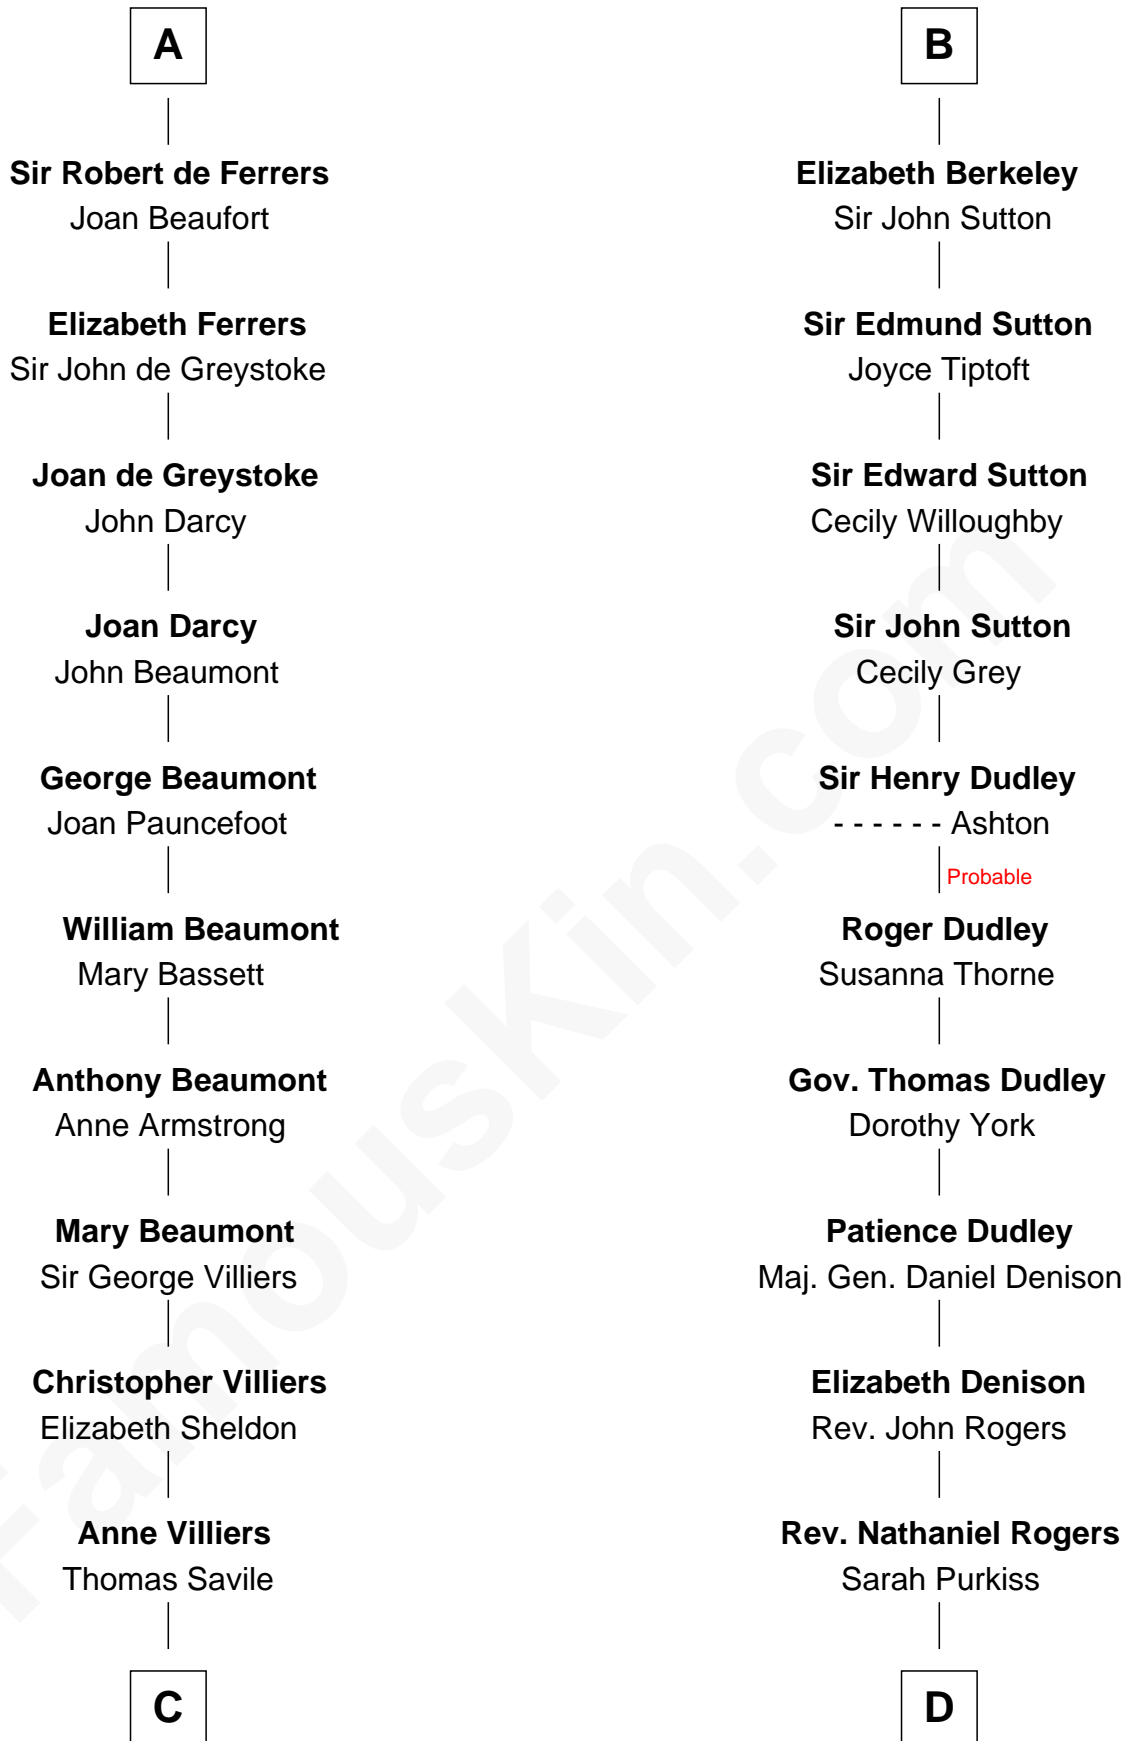 A
Sir Robert de Ferrers
Joan Beaufort
Elizabeth Ferrers
Sir John de Greystoke
Joan de Greystoke
John Darcy
Joan Darcy
John Beaumont
George Beaumont
Joan Pauncefoot
William Beaumont
Mary Bassett
Anthony Beaumont
Anne Armstrong
Mary Beaumont
Sir George Villiers
Christopher Villiers
Elizabeth Sheldon
Anne Villiers
Thomas Savile
C
B
Elizabeth Berkeley
Sir John Sutton
Sir Edmund Sutton
Joyce Tiptoft
Sir Edward Sutton
Cecily Willoughby
Sir John Sutton
Cecily Grey
Sir Henry Dudley
- - - - - - Ashton
Probable
Roger Dudley
Susanna Thorne
Gov. Thomas Dudley
Dorothy York
Patience Dudley
Maj. Gen. Daniel Denison
Elizabeth Denison
Rev. John Rogers
Rev. Nathaniel Rogers
Sarah Purkiss
D
FamousKin.com